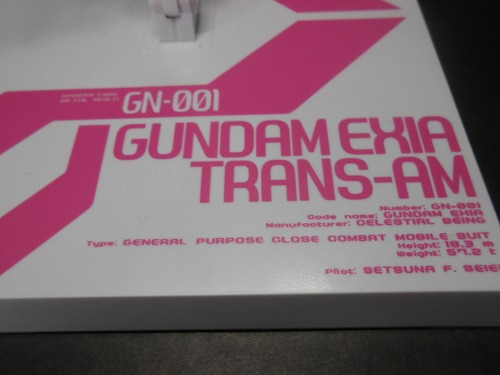 GN-001
GUNDAM EXIA
TRANS-AM
Number: GN-001
Code name: GUNDAM EXIA
Manufacturer: CELESTIAL BEING
Type: GENERAL PURPOSE CLOSE COMBAT MOBILE SUIT
Height: 18.3 m
Weight: 57.2 t
Pilot: SETSUNA F. SEIEI